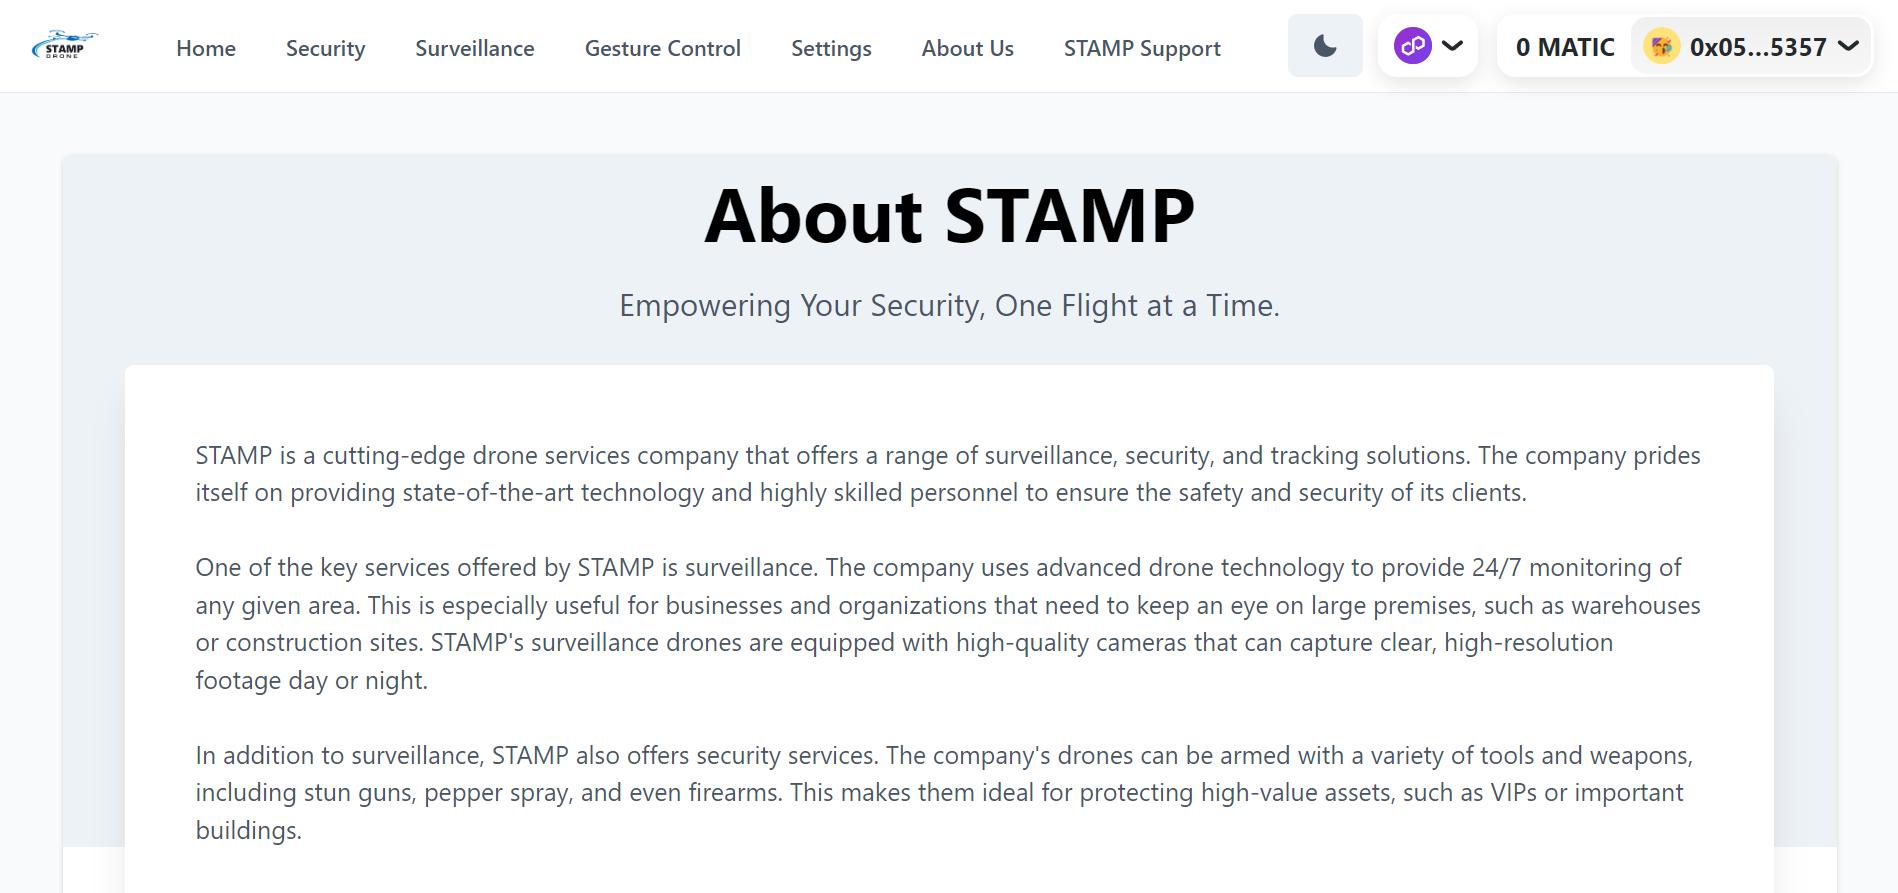 STAMP
DRONE
Home
Security
Surveillance
Gesture Control
Settings
About Us
STAMP Support
0 MATIC
0x05...5357
About STAMP
Empowering Your Security, One Flight at a Time.
STAMP is a cutting-edge drone services company that offers a range of surveillance, security, and tracking solutions. The company prides
itself on providing state-of-the-art technology and highly skilled personnel to ensure the safety and security of its clients.
One of the key services offered by STAMP is surveillance. The company uses advanced drone technology to provide 24/7 monitoring of
any given area. This is especially useful for businesses and organizations that need to keep an eye on large premises, such as warehouses
or construction sites. STAMP's surveillance drones are equipped with high-quality cameras that can capture clear, high-resolution
footage day or night.
In addition to surveillance, STAMP also offers security services. The company's drones can be armed with a variety of tools and weapons,
including stun guns, pepper spray, and even firearms. This makes them ideal for protecting high-value assets, such as VIPs or important
buildings.